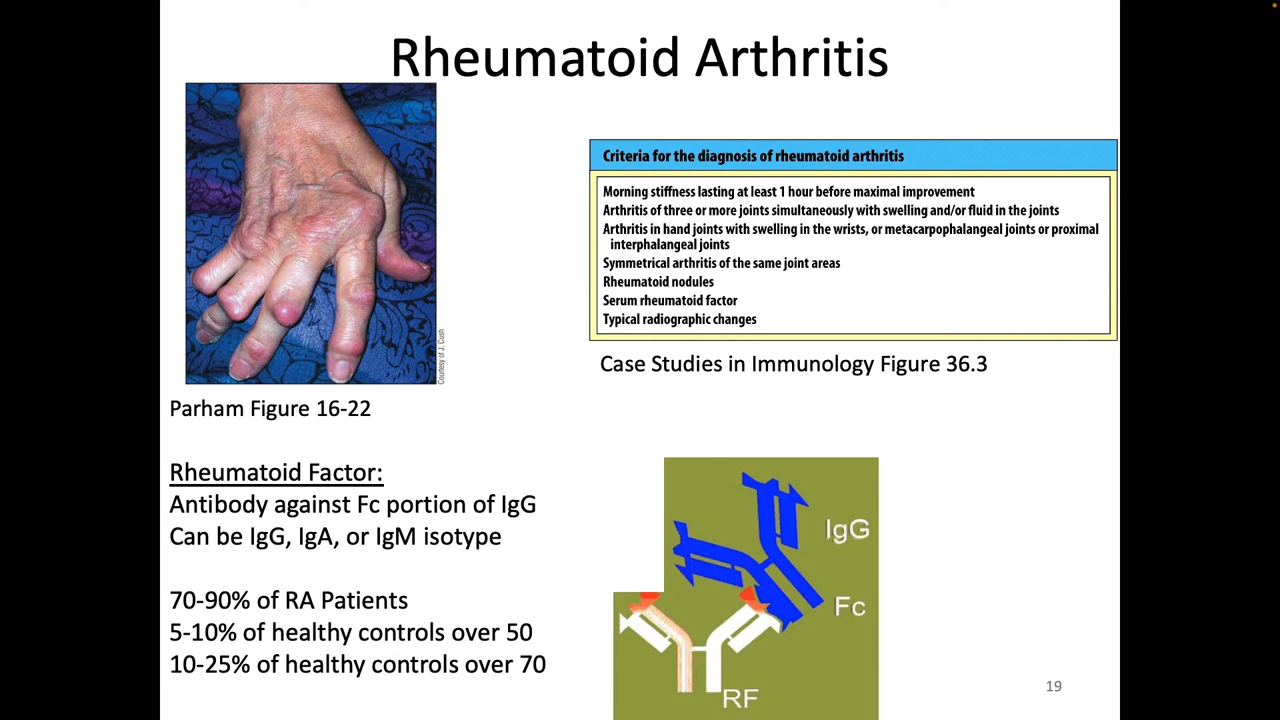 Rheumatoid Arthritis
Courtesy of J. Cush
Parham Figure 16-22
Criteria for the diagnosis of rheumatoid arthritis
Morning stiffness lasting at least 1 hour before maximal improvement
Arthritis of three or more joints simultaneously with swelling and/or fluid in the joints
Arthritis in hand joints with swelling in the wrists, or metacarpophalangeal joints or proximal
interphalangeal joints
Symmetrical arthritis of the same joint areas
Rheumatoid nodules
Serum rheumatoid factor
Typical radiographic changes
Case Studies in Immunology Figure 36.3
Rheumatoid Factor:
Antibody against Fc portion of IgG
Can be IgG, IgA, or IgM isotype
70-90% of RA Patients
5-10% of healthy controls over 50
10-25% of healthy controls over 70
IgG
Fc
RF
19